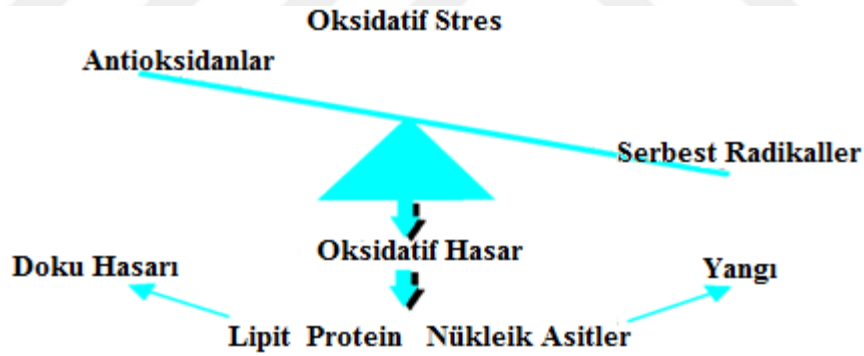 Oksidatif Stres
Antioksidanlar
Serbest Radikaller
Oksidatif Hasar
Doku Hasarı
Yangı
Lipit Protein Nükleik Asitler